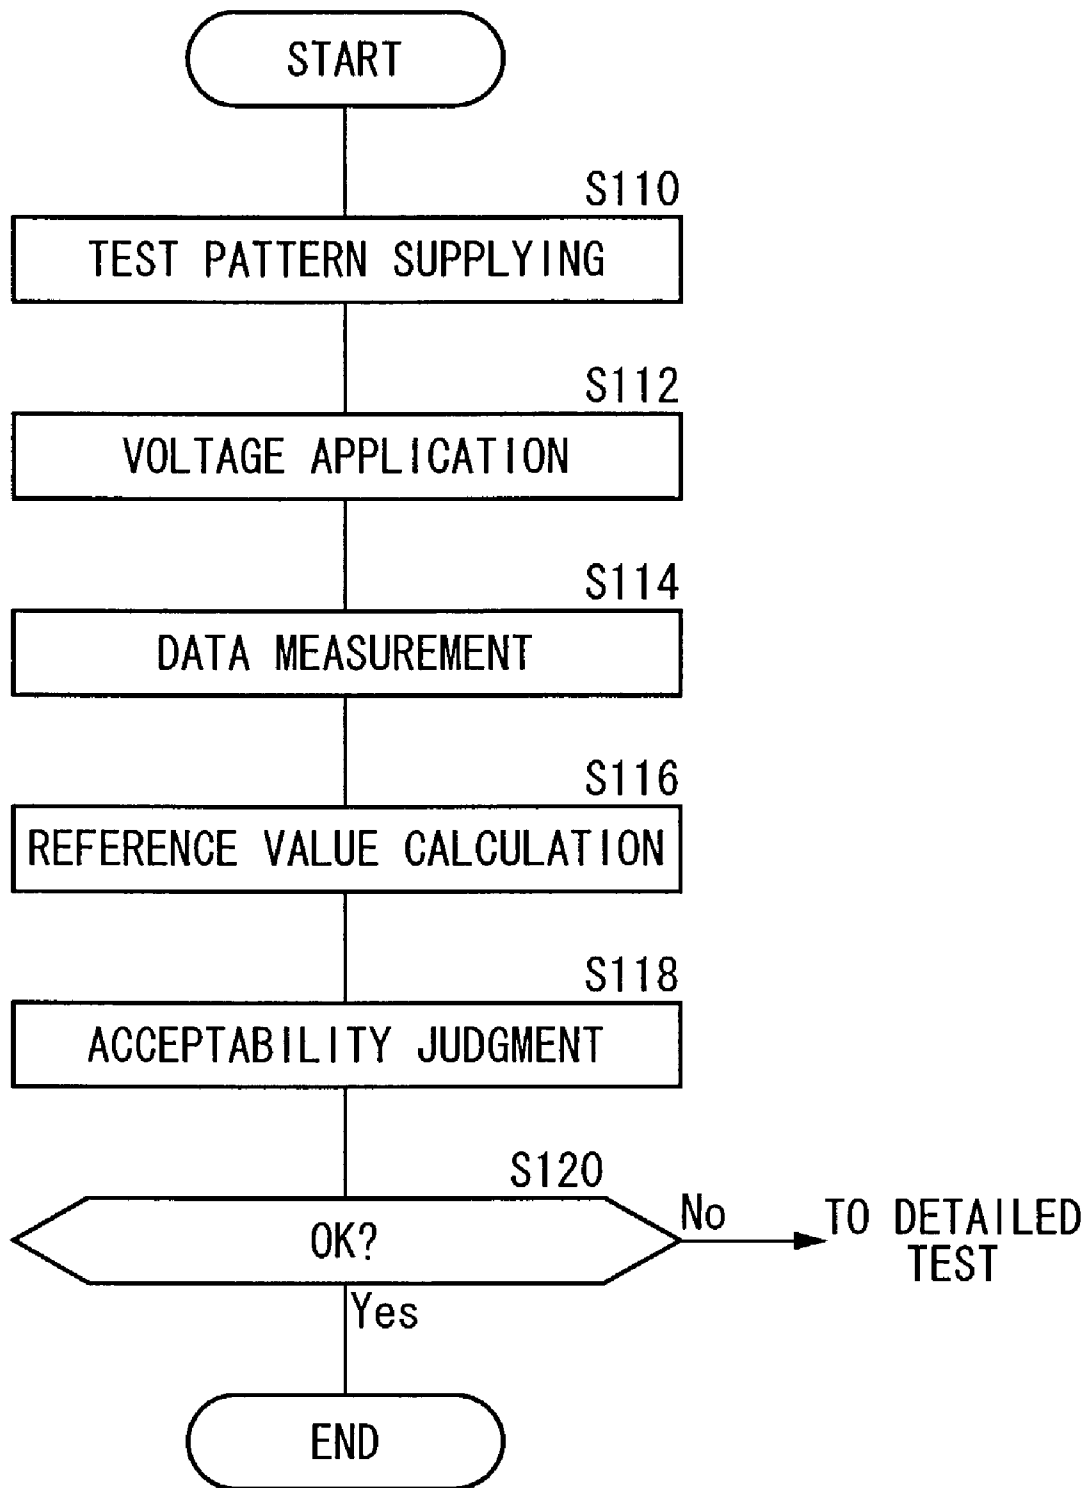 START
S110
TEST PATTERN SUPPLYING
S112
VOLTAGE APPLICATION
S114
DATA MEASUREMENT
S116
REFERENCE VALUE CALCULATION
S118
ACCEPTABILITY JUDGMENT
S120
OK?
No
TO DETAILED
TEST
Yes
END